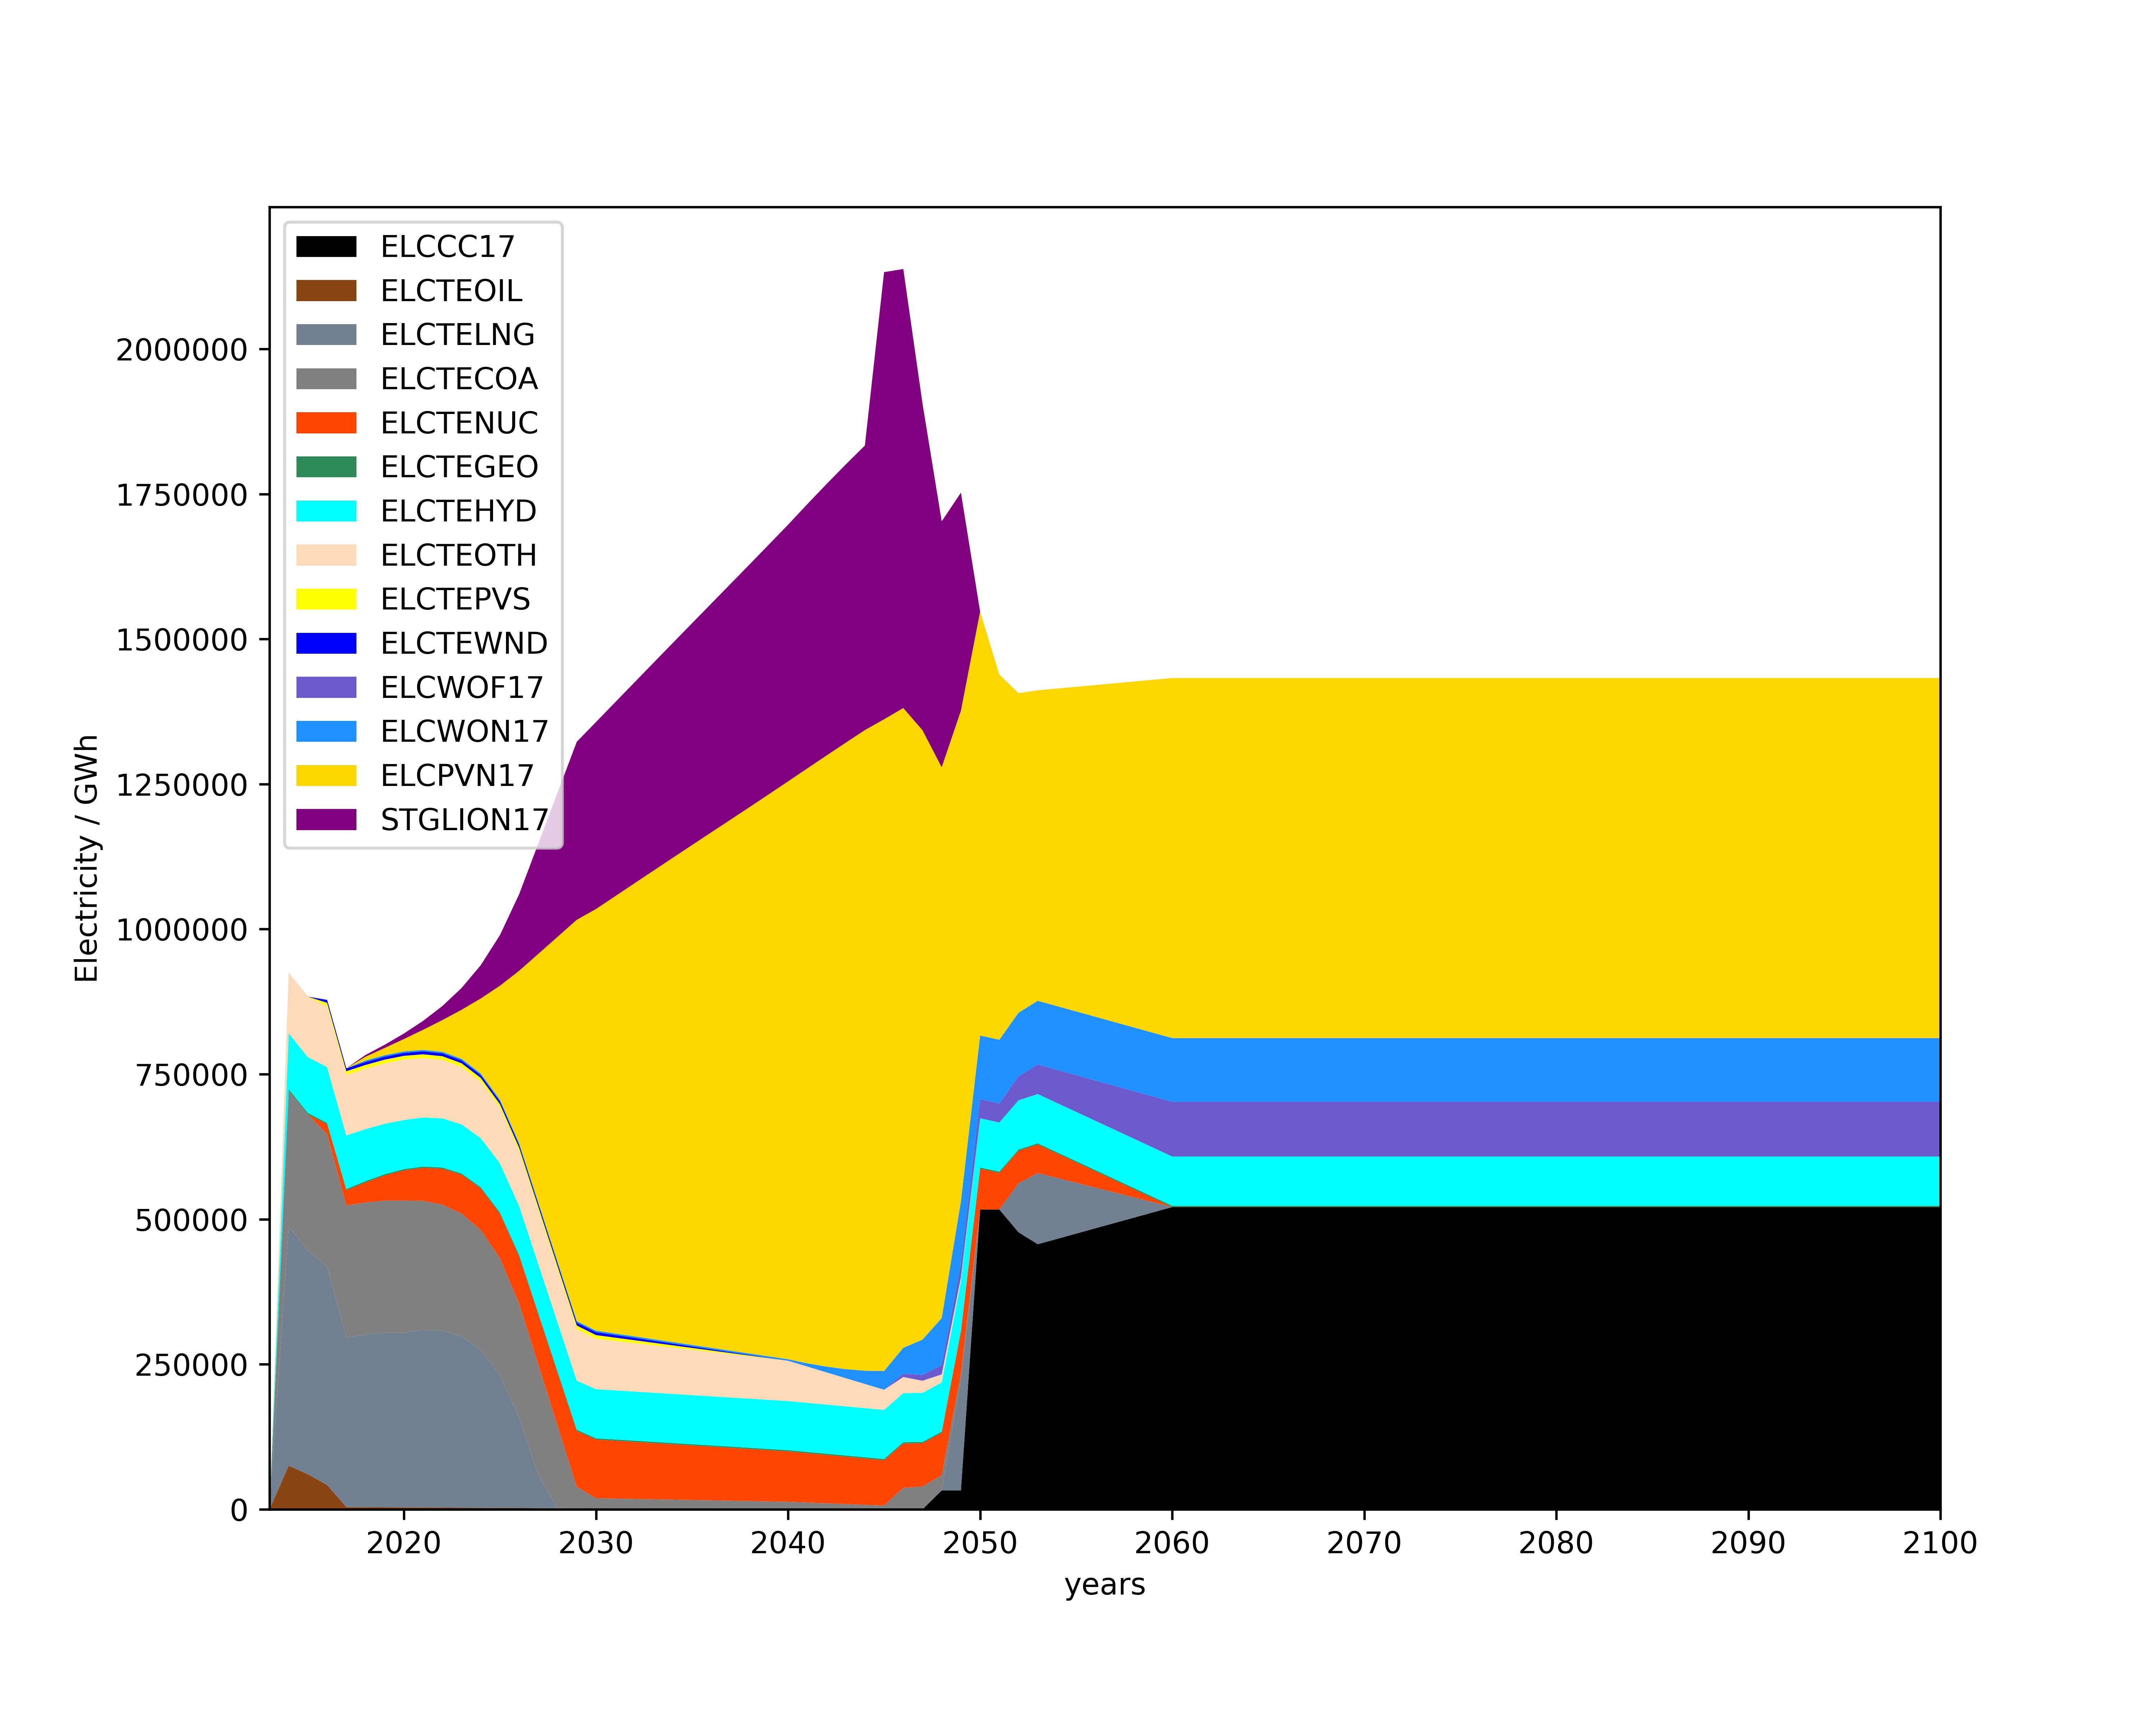 ELCCC17
ELCTEOIL
ELCTELNG
ELCTECOA
ELCTENUC
ELCTEGEO
ELCTEHYD
ELCTEOTH
ELCTEPVS
ELCTEWND
ELCWOF17
ELCWON17
ELCPVN17
STGLION17
Electricity / GWh
2000000
1750000
1500000
1250000
1000000
750000
500000
250000
0
2020 2030 2040 2050 2060 2070 2080 2090 2100
years